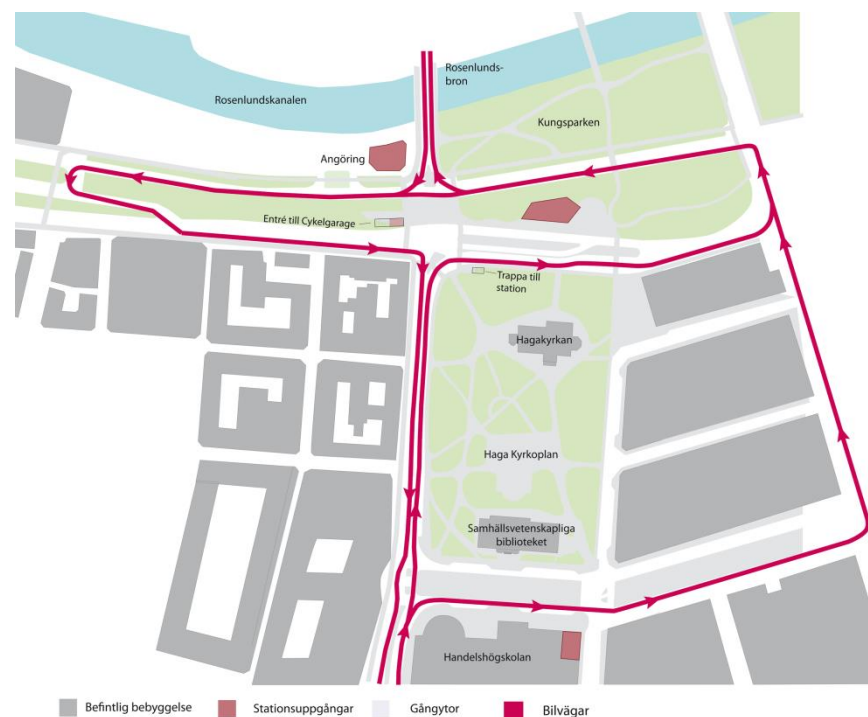 Rosenlunds-
bron
Rosenlundskanalen
Kungsparken
Angöring
Entré till Cykelgarage
Trappa till
station
Hagakyrkan
Haga Kyrkoplan
Samhällsvetenskapliga
biblioteket
Handelshögskolan
Befintlig bebyggelse
Stationsuppgångar
Gångytor
Bilvägar